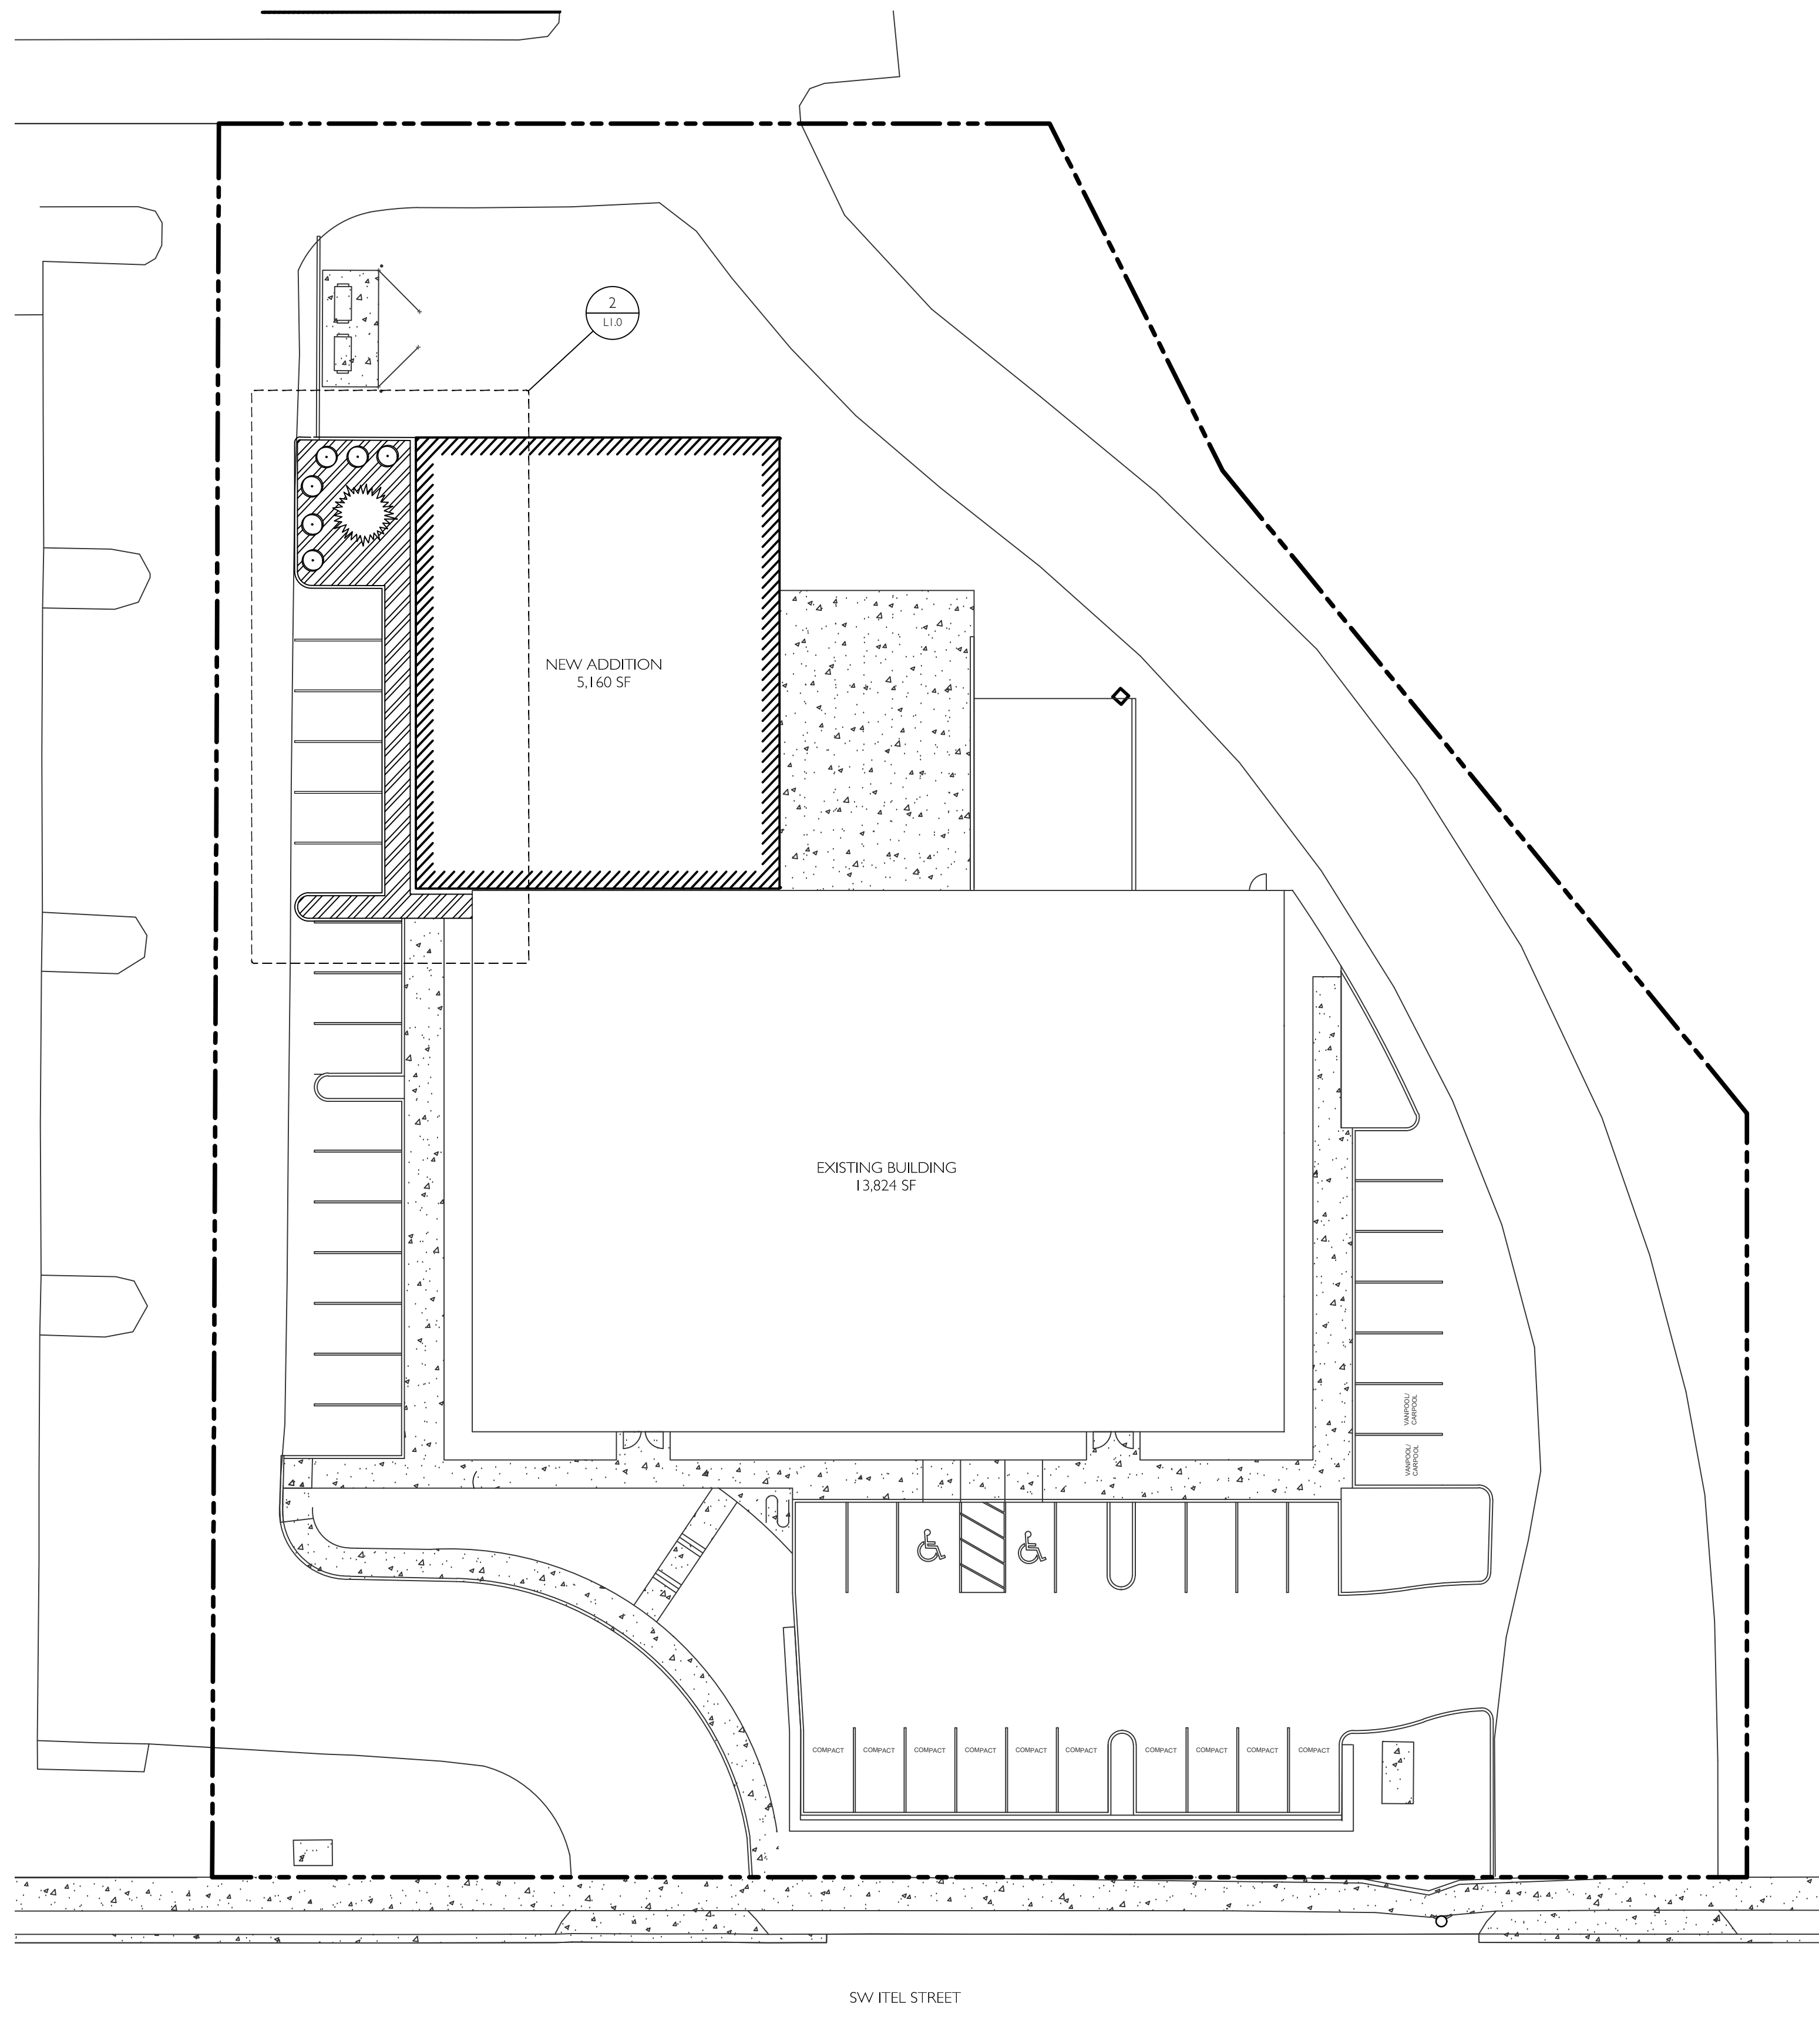 2
L1.0
NEW ADDITION
5,160 SF
EXISTING BUILDING
13,824 SF
VANPOOL/
CARPOOL
VANPOOL/
CARPOOL
COMPACT
COMPACT
COMPACT
COMPACT
COMPACT
COMPACT
COMPACT
COMPACT
COMPACT
COMPACT
SW ITEL STREET